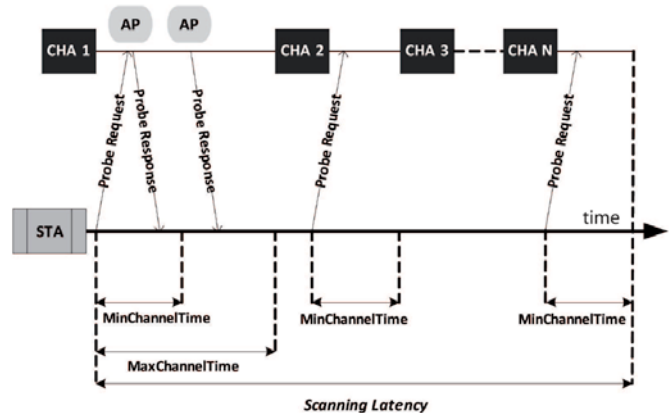 AP
AP
CHA 1
CHA 2
CHA 3
CHA N
Probe Request
Probe Response
Probe Response
Probe Request
Probe Request
time
STA
MinChannelTime
MinChannelTime
MinChannelTime
MaxChannelTime
Scanning Latency